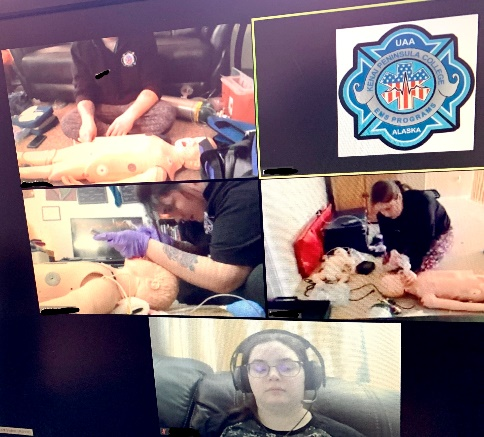 UAA
KENAI PENINSULA COLLEGE
EMS PROGRAMS
ALASKA